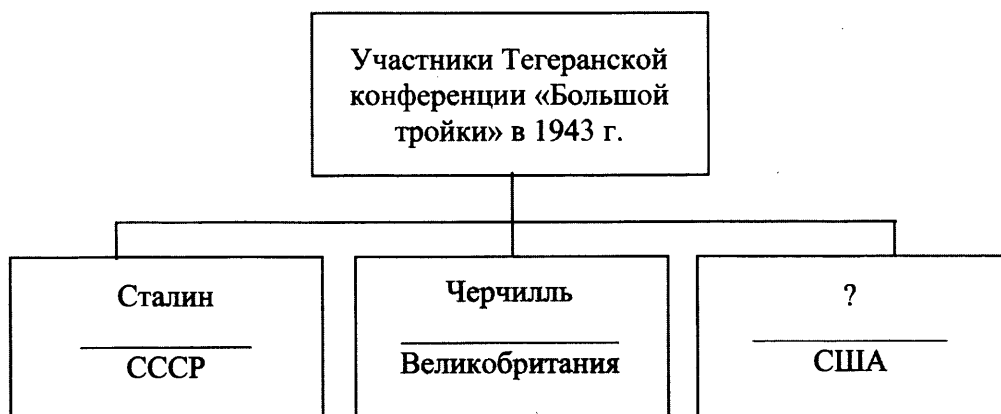 Участники Тегеранской
конференции «Большой
тройки» в 1943 г.
Сталин
СССР
Черчилль
Великобритания
?
США